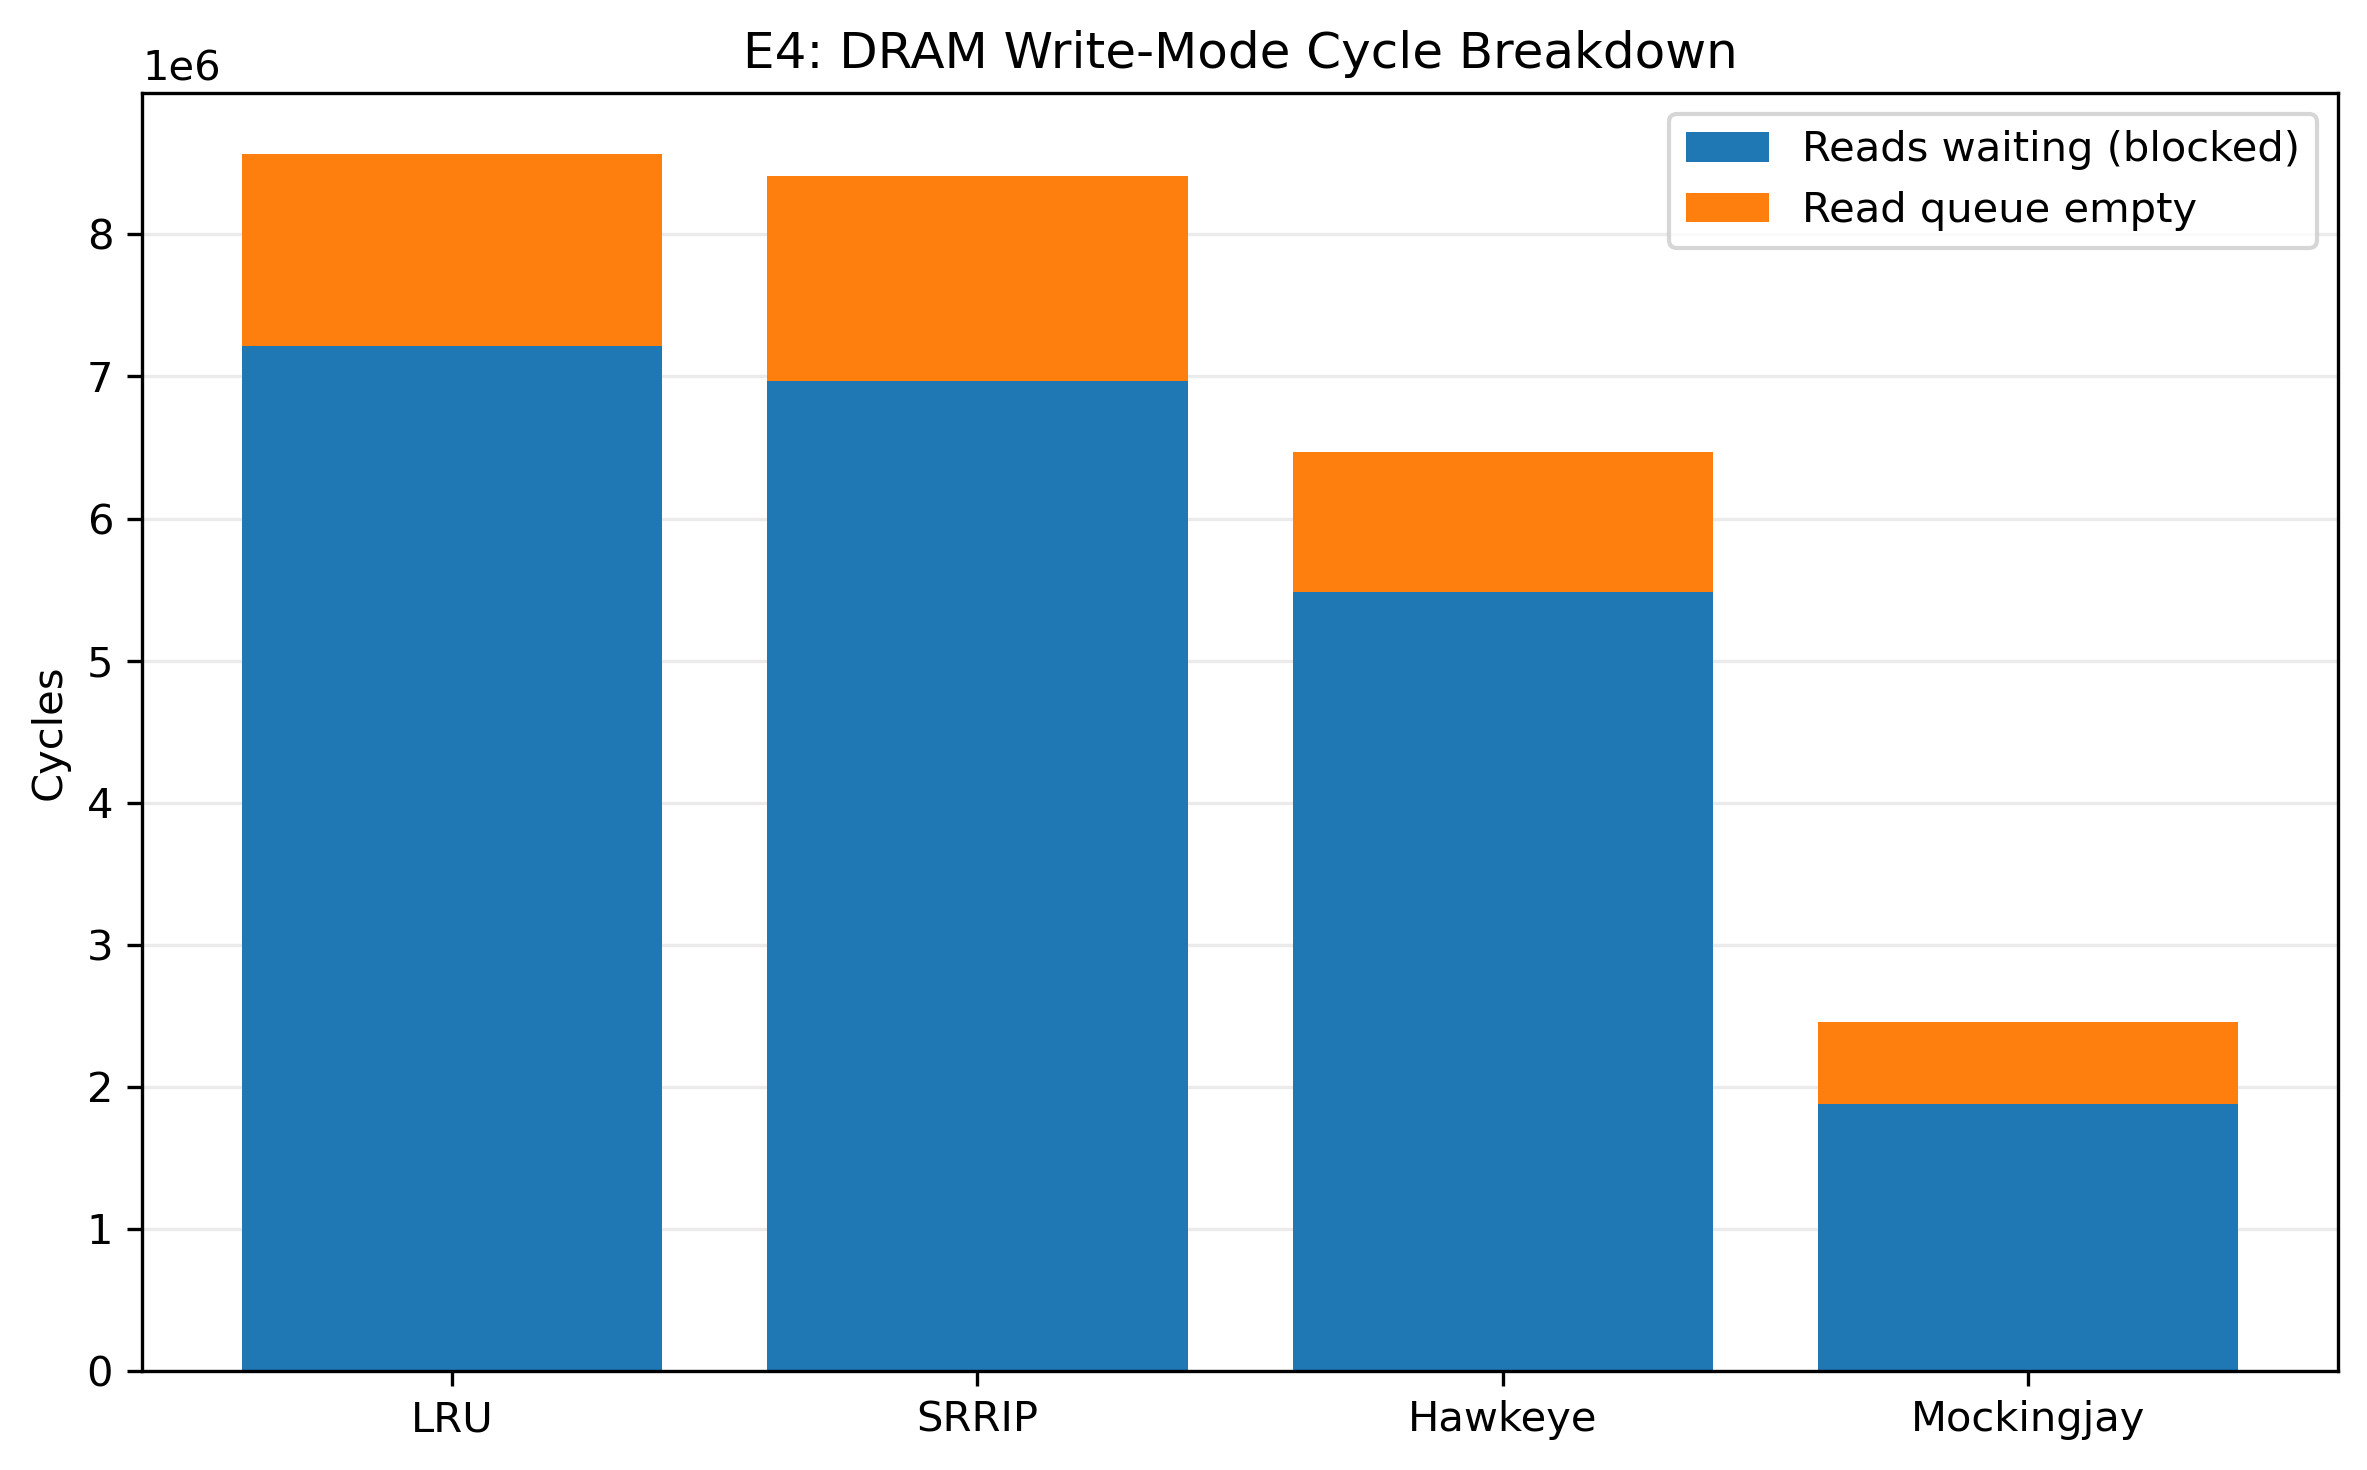 E4: DRAM Write-Mode Cycle Breakdown
1e6
Reads waiting (blocked)
Read queue empty
8
7
6
5
4
3
2
1
0
Cycles
LRU
SRRIP
Hawkeye
Mockingjay